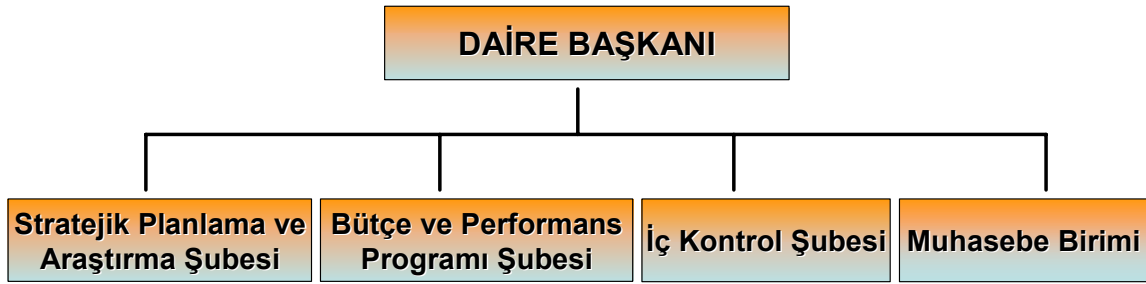 DAİRE BAŞKANI
Stratejik Planlama ve
Araştırma Şubesi
Bütçe ve Performans
Programı Şubesi
İç Kontrol Şubesi
Muhasebe Birimi